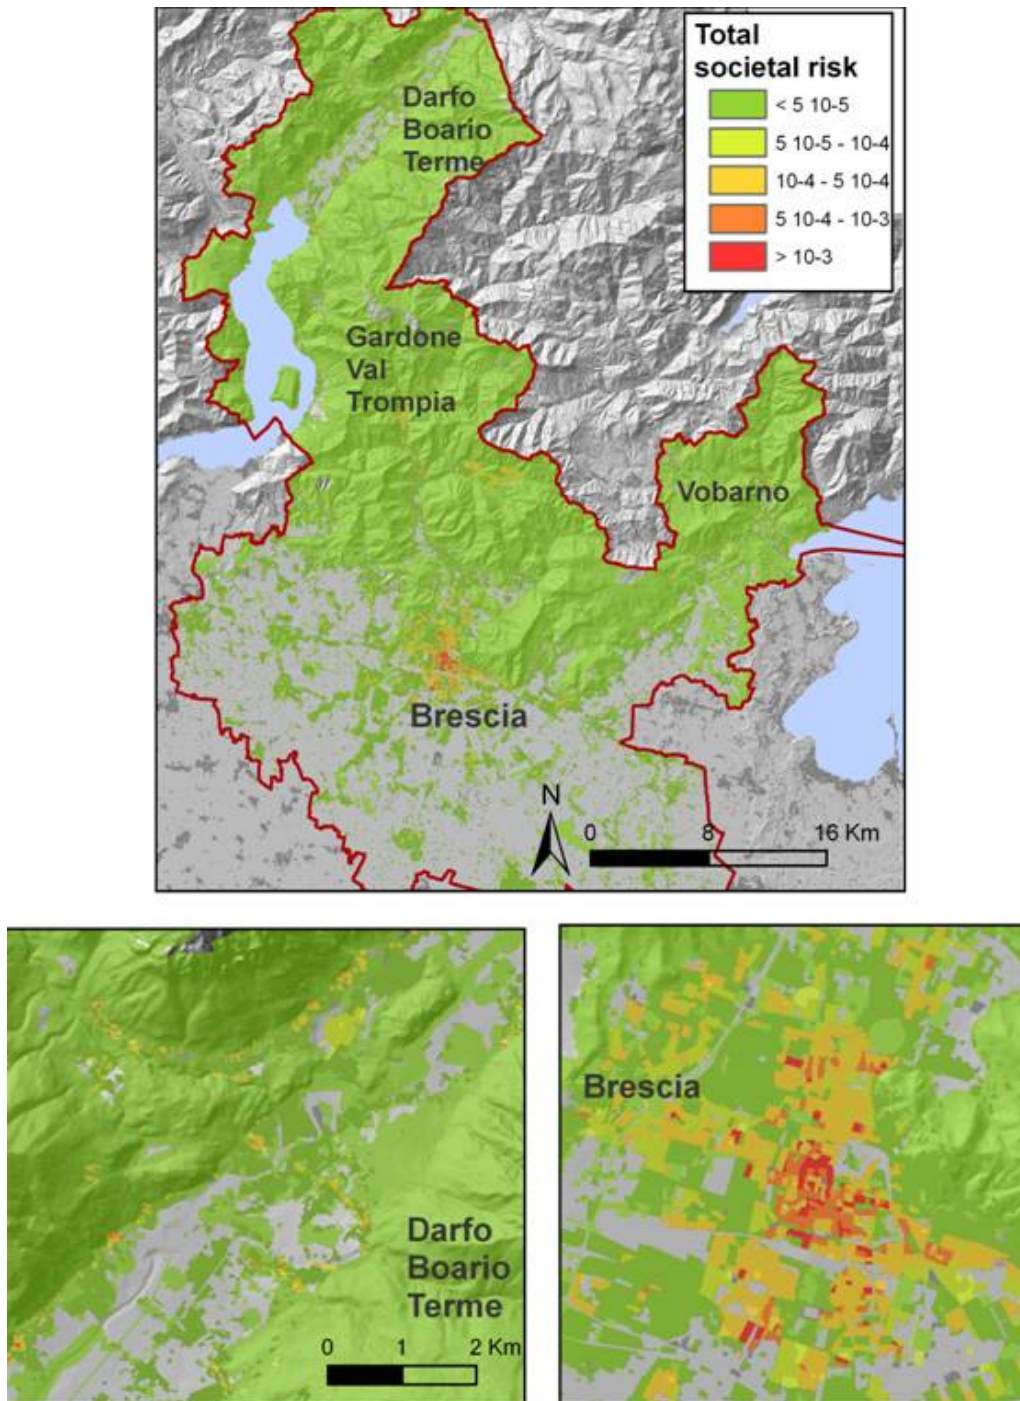 Total
societal risk
< 5 10-5
5 10-5 - 10-4
10-4 - 5 10-4
5 10-4 - 10-3
> 10-3
Darfo
Boario
Terme
Gardone
Val
Trompia
Vobarno
Brescia
N
0 8 16 Km
Brescia
Darfo
Boario
Terme
0 1 2 Km